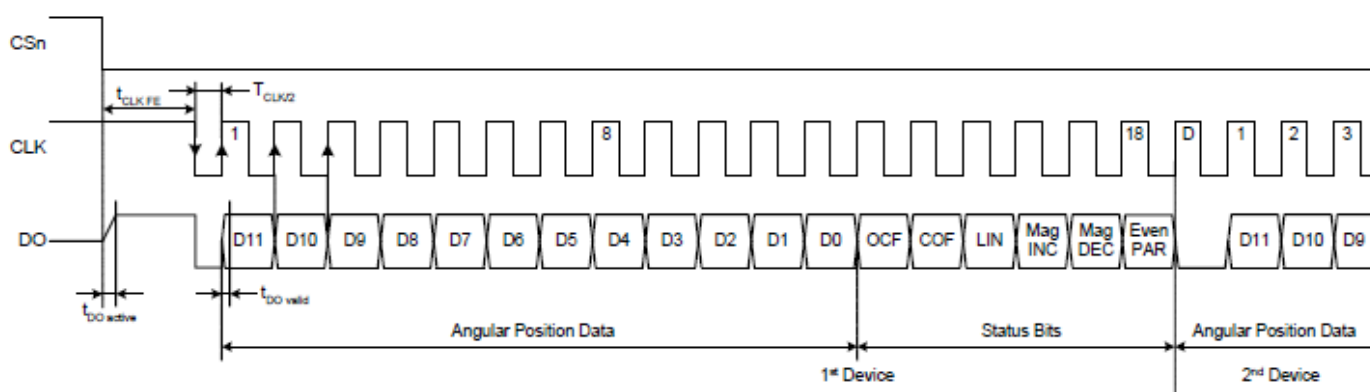 CSn
tCLK FE
TCLK/2
CLK
1
8
18
D
1
2
3
DO
D11
D10
D9
D8
D7
D6
D5
D4
D3
D2
D1
D0
OCF
COF
LIN
Mag
INC
Mag
DEC
Even
PAR
D11
D10
D9
tDO active
tDO valid
Angular Position Data
Status Bits
Angular Position Data
1st Device
2nd Device